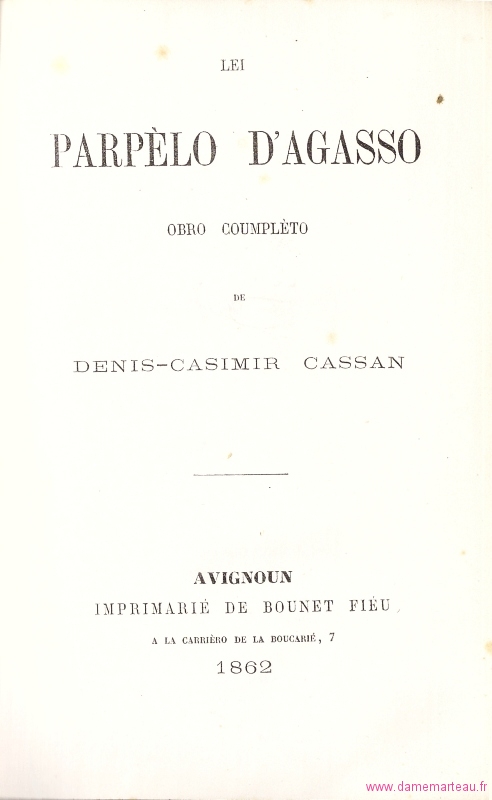 LEI
PARPÈLO D'AGASSO
OBRO COUMPLÈTO
DE
DENIS-CASIMIR CASSAN
AVIGNOUN
IMPRIMARIÉ DE BOUNET FIÉU
A LA CARRIÈRO DE LA BOUCARIÉ, 7
1862
www.damemarteau.fr